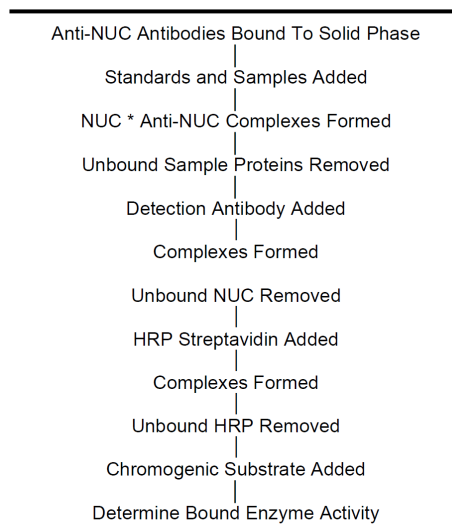 Anti-NUC Antibodies Bound To Solid Phase
Standards and Samples Added
NUC * Anti-NUC Complexes Formed
Unbound Sample Proteins Removed
Detection Antibody Added
Complexes Formed
Unbound NUC Removed
HRP Streptavidin Added
Complexes Formed
Unbound HRP Removed
Chromogenic Substrate Added
Determine Bound Enzyme Activity